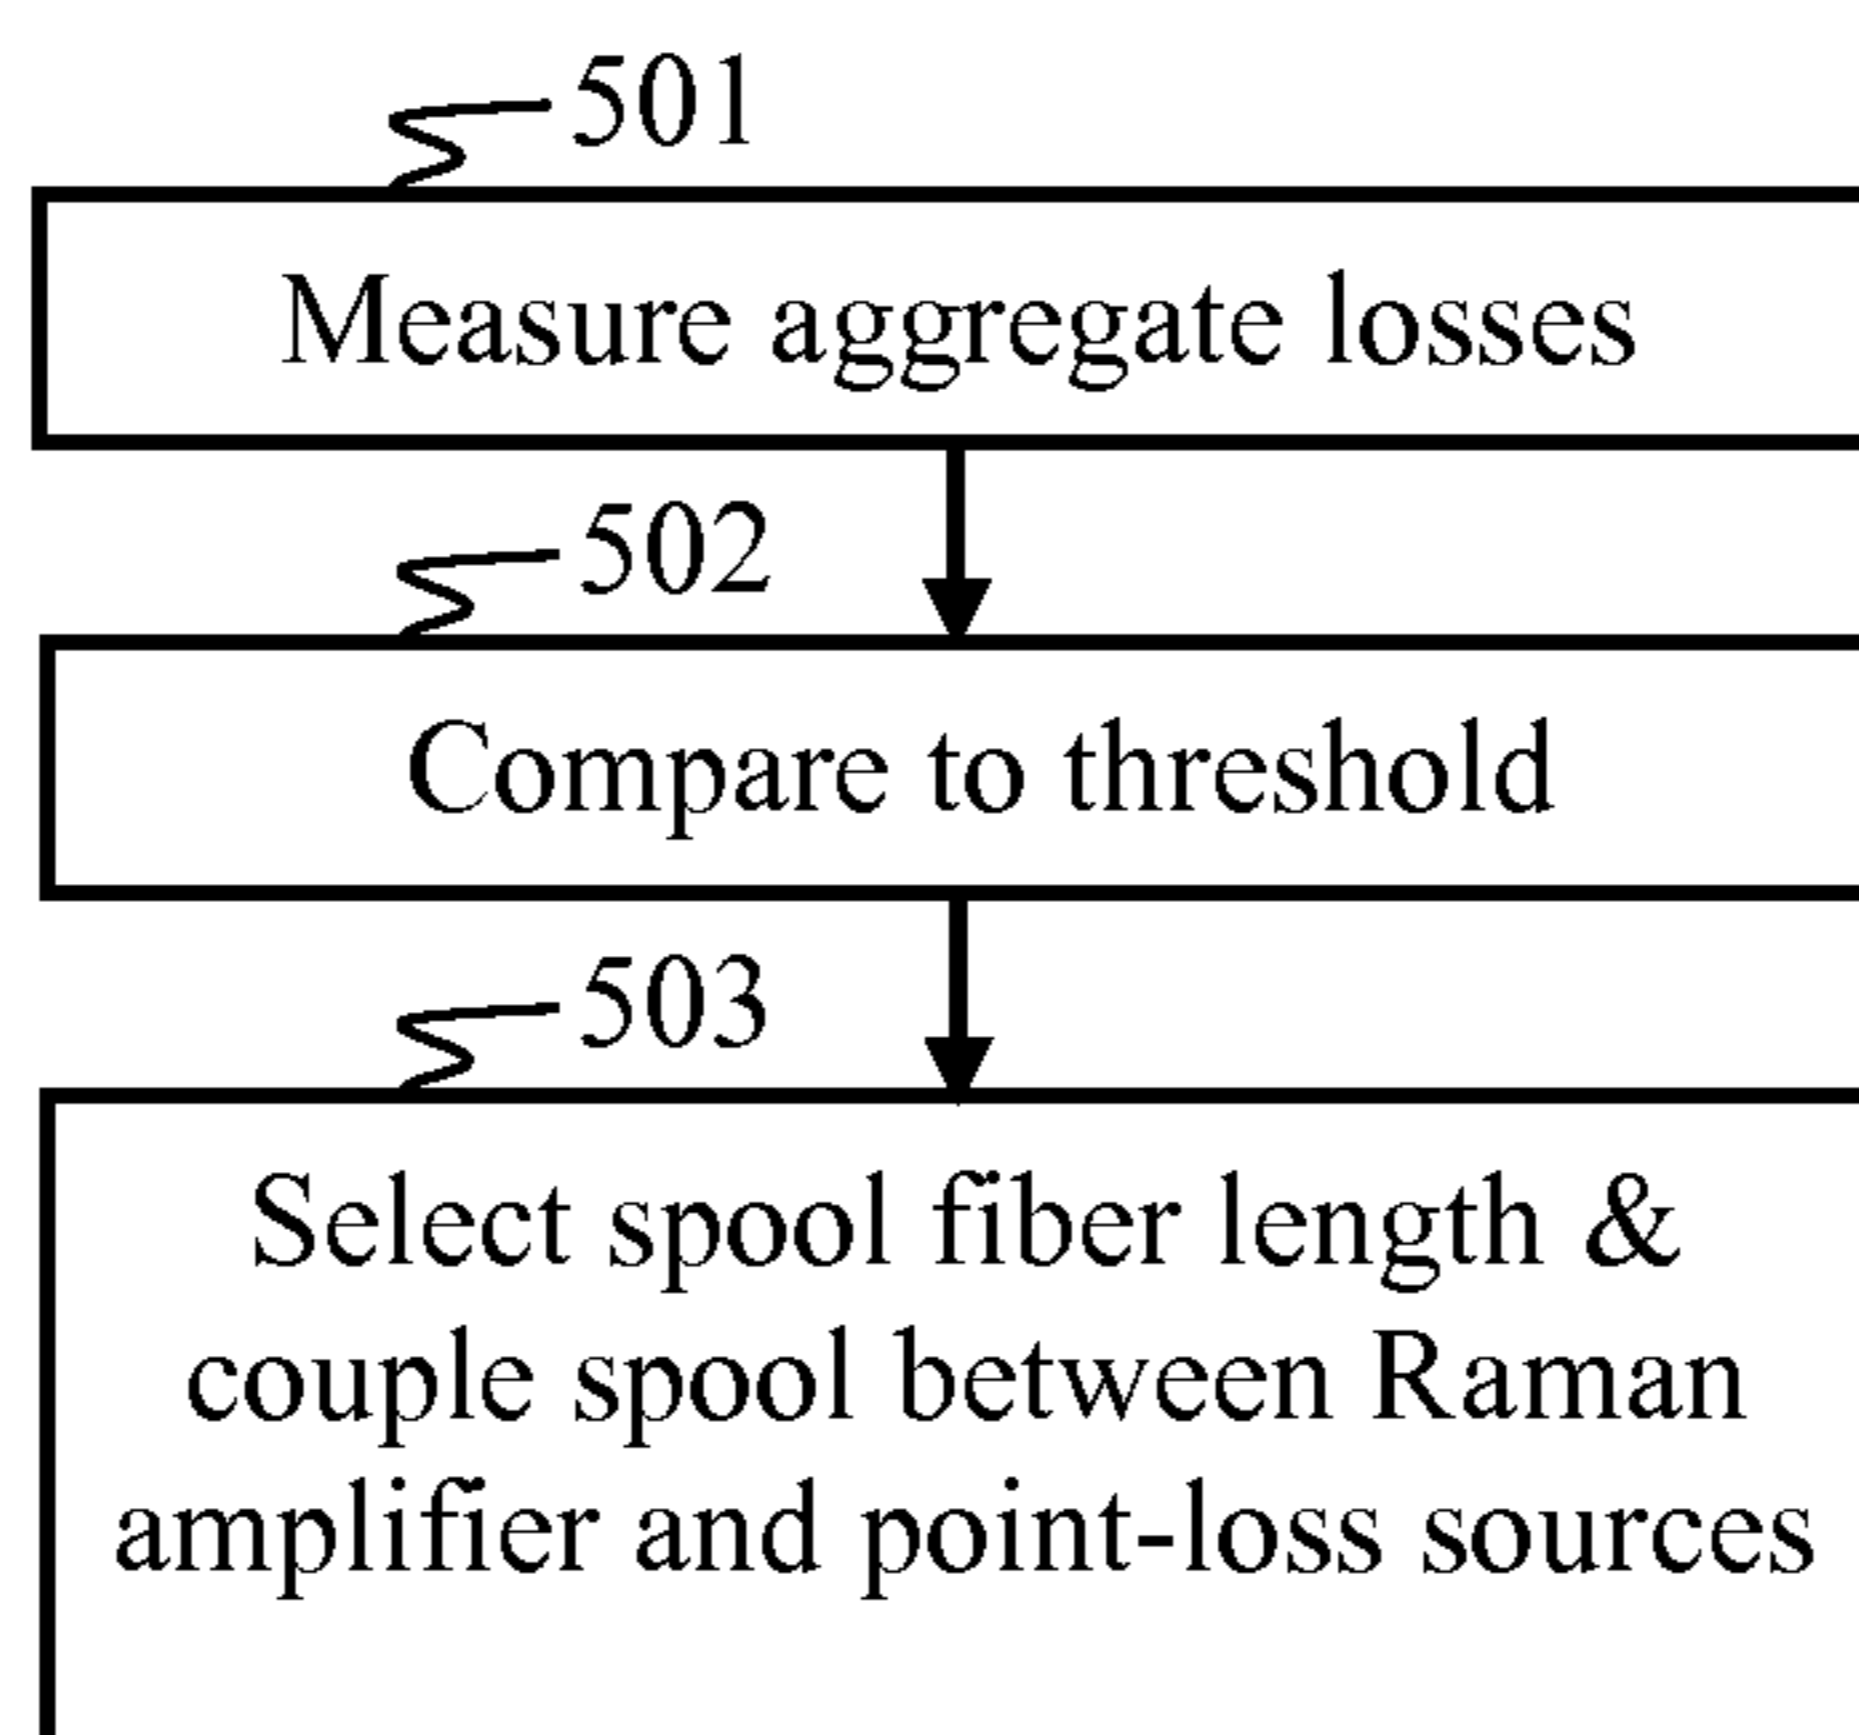 501
Measure aggregate losses
502
Compare to threshold
503
Select spool fiber length &
couple spool between Raman
amplifier and point-loss sources